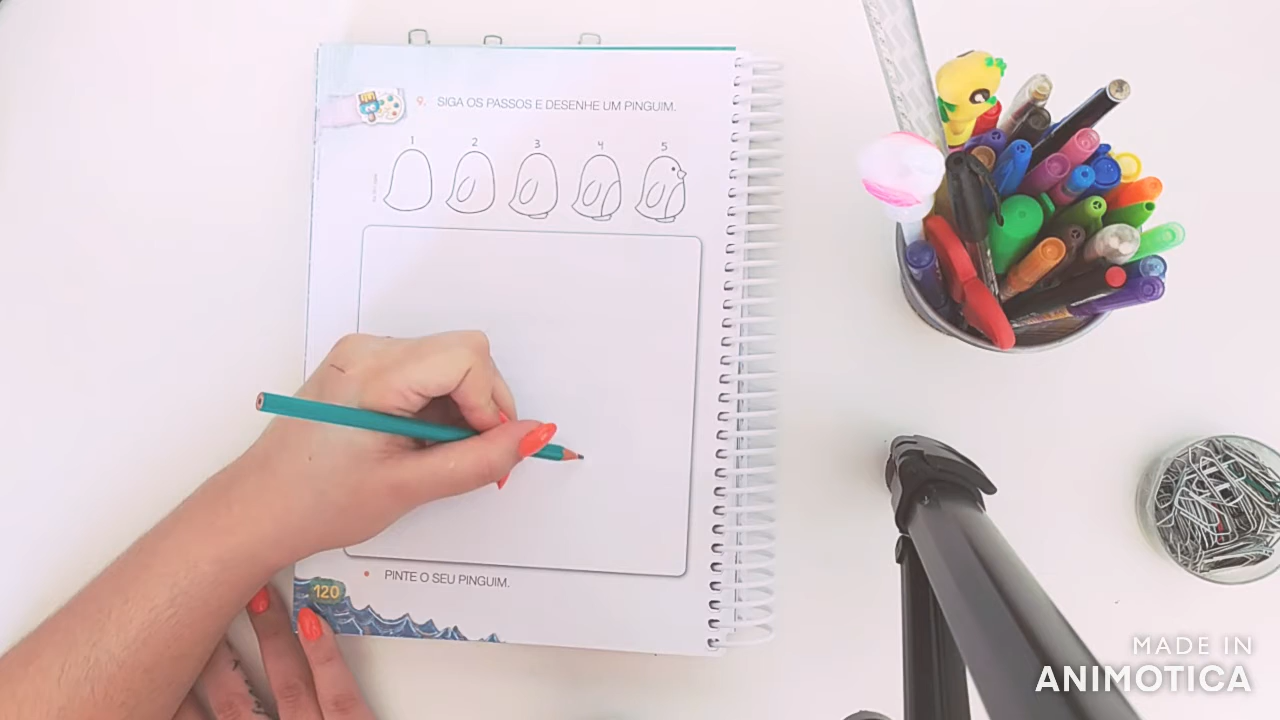 9. SIGA OS PASSOS E DESENHE UM PINGUIM.
1 2 3 4 5
PINTE O SEU PINGUIM.
120
MADE IN
ANIMOTICA